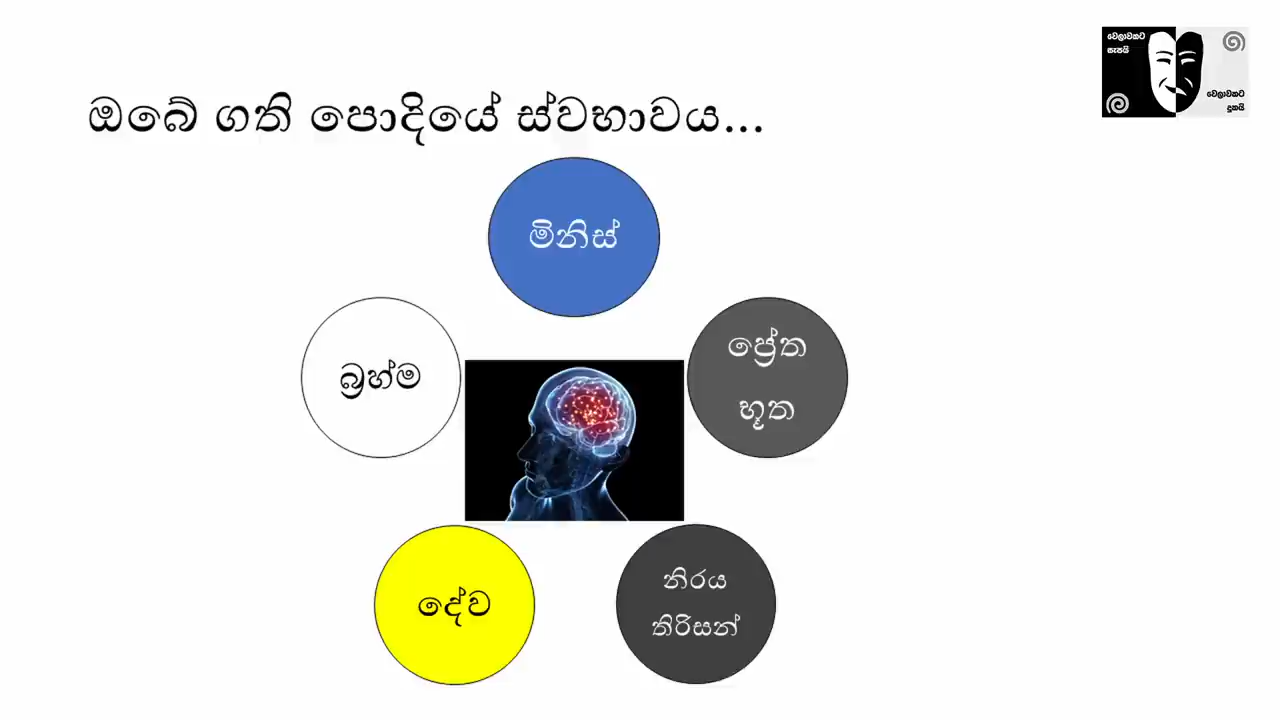 ඔබේ ගති පොදියේ ස්වභාවය...
වෙලාවකට
සැපයි
වෙලාවකට
දුකයි
මිනිස්
බ්‍රහ්ම
ප්‍රේත
භූත
දේව
නිරය
තිරිසන්